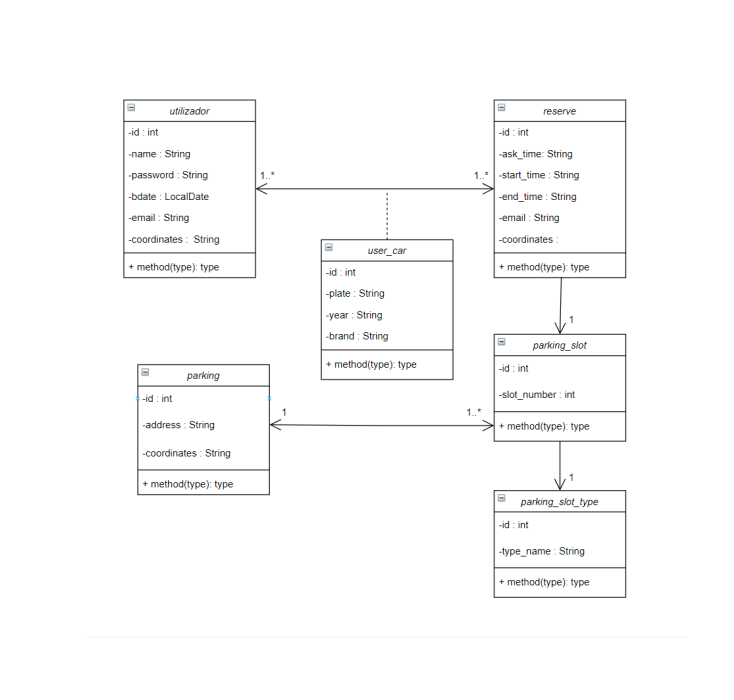 utilizador
-id : int
-name : String
-password : String
-bdate : LocalDate
-email : String
-coordinates : String
+ method(type): type
1..*
1..*
reserve
-id : int
-ask_time: String
-start_time : String
-end_time : String
-email : String
-coordinates :
+ method(type): type
user_car
-id : int
-plate : String
-year : String
-brand : String
+ method(type): type
1
parking_slot
-id : int
-slot_number : int
+ method(type): type
parking
-id : int
-address : String
-coordinates : String
+ method(type): type
1
1..*
1
parking_slot_type
-id : int
-type_name : String
+ method(type): type